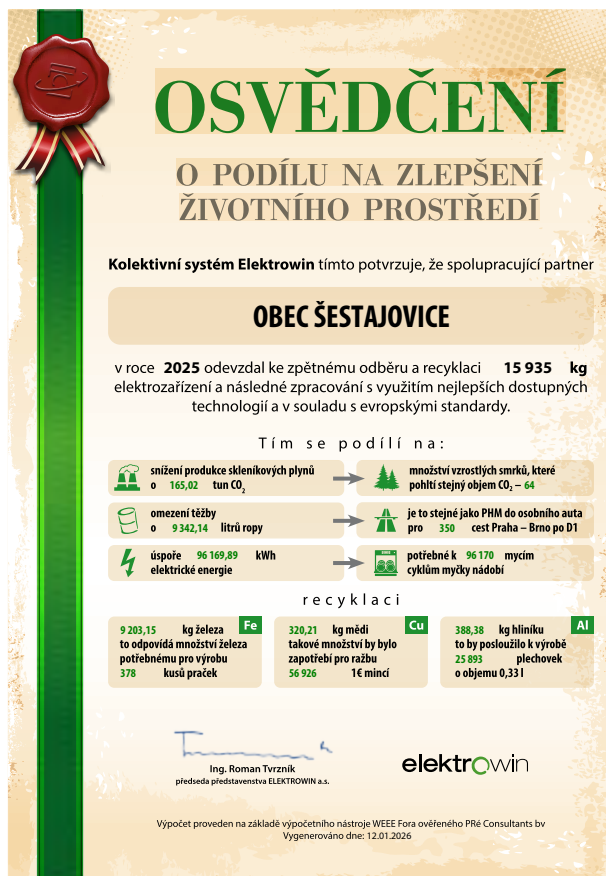 OSVĚDČENÍ
O PODÍLU NA ZLEPŠENÍ
ŽIVOTNÍHO PROSTŘEDÍ
Kolektivní systém Elektrowin tímto potvrzuje, že spolupracující partner
OBEC ŠESTAJOVICE
v roce 2025 odevzdal ke zpětnému odběru a recyklaci 15 935 kg
elektrozařízení a následné zpracování s využitím nejlepších dostupných
technologií a v souladu s evropskými standardy.
Tím se podílí na:
snížení produkce skleníkových plynů
o 165,02 tun CO₂
množství vzrostlých smrků, které
pohltí stejný objem CO₂ – 64
omezení těžby
o 9 342,14 litrů ropy
je to stejné jako PHM do osobního auta
pro 350 cest Praha – Brno po D1
úspoře 96 169,89 kWh
elektrické energie
potřebné k 96 170 mycím
cyklům myčky nádobí
recyklaci
Fe
9 203,15 kg železa
to odpovídá množství železa
potřebnému pro výrobu
378 kusů praček
Cu
320,21 kg mědi
takové množství by bylo
zapotřebí pro ražbu
56 926 1€ mincí
Al
388,38 kg hliníku
to by posloužilo k výrobě
25 893 plechovek
o objemu 0,33 l
Ing. Roman Tvrzník
předseda představenstva ELEKTROWIN a.s.
elektrowin
Výpočet proveden na základě výpočetního nástroje WEEE Fora ověřeného PRé Consultants bv
Vygenerováno dne: 12.01.2026